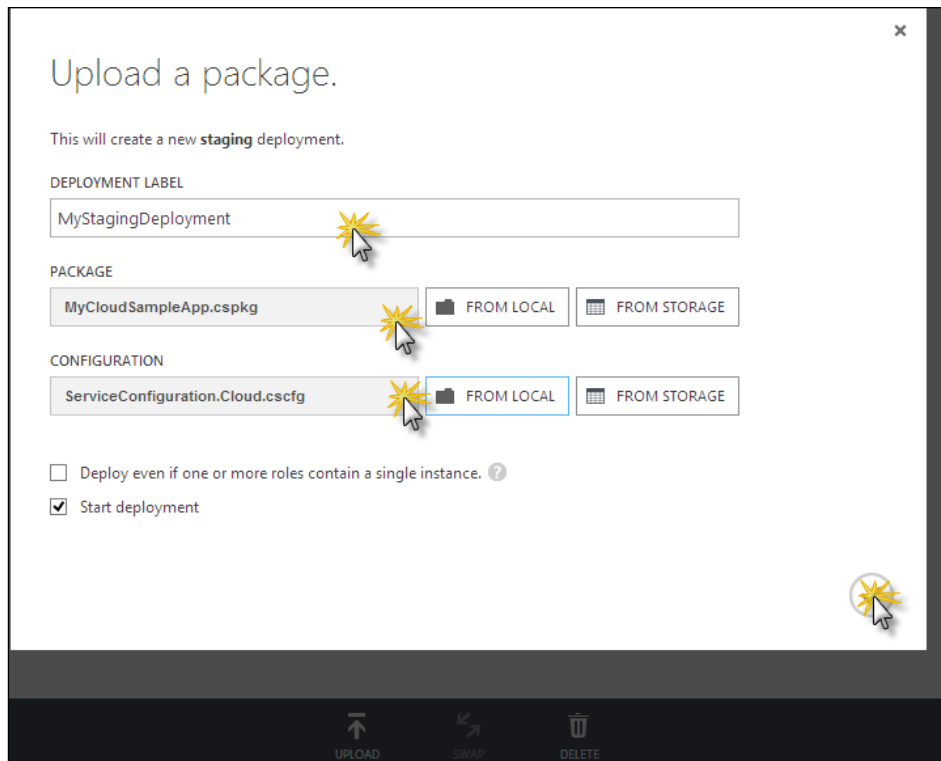 Upload a package.
This will create a new staging deployment.
DEPLOYMENT LABEL
MyStagingDeployment
PACKAGE
MyCloudSampleApp.cspkg FROM LOCAL FROM STORAGE
CONFIGURATION
ServiceConfiguration.Cloud.cscfg FROM LOCAL FROM STORAGE
Deploy even if one or more roles contain a single instance. ?
Start deployment
UPLOAD SWAP DELETE